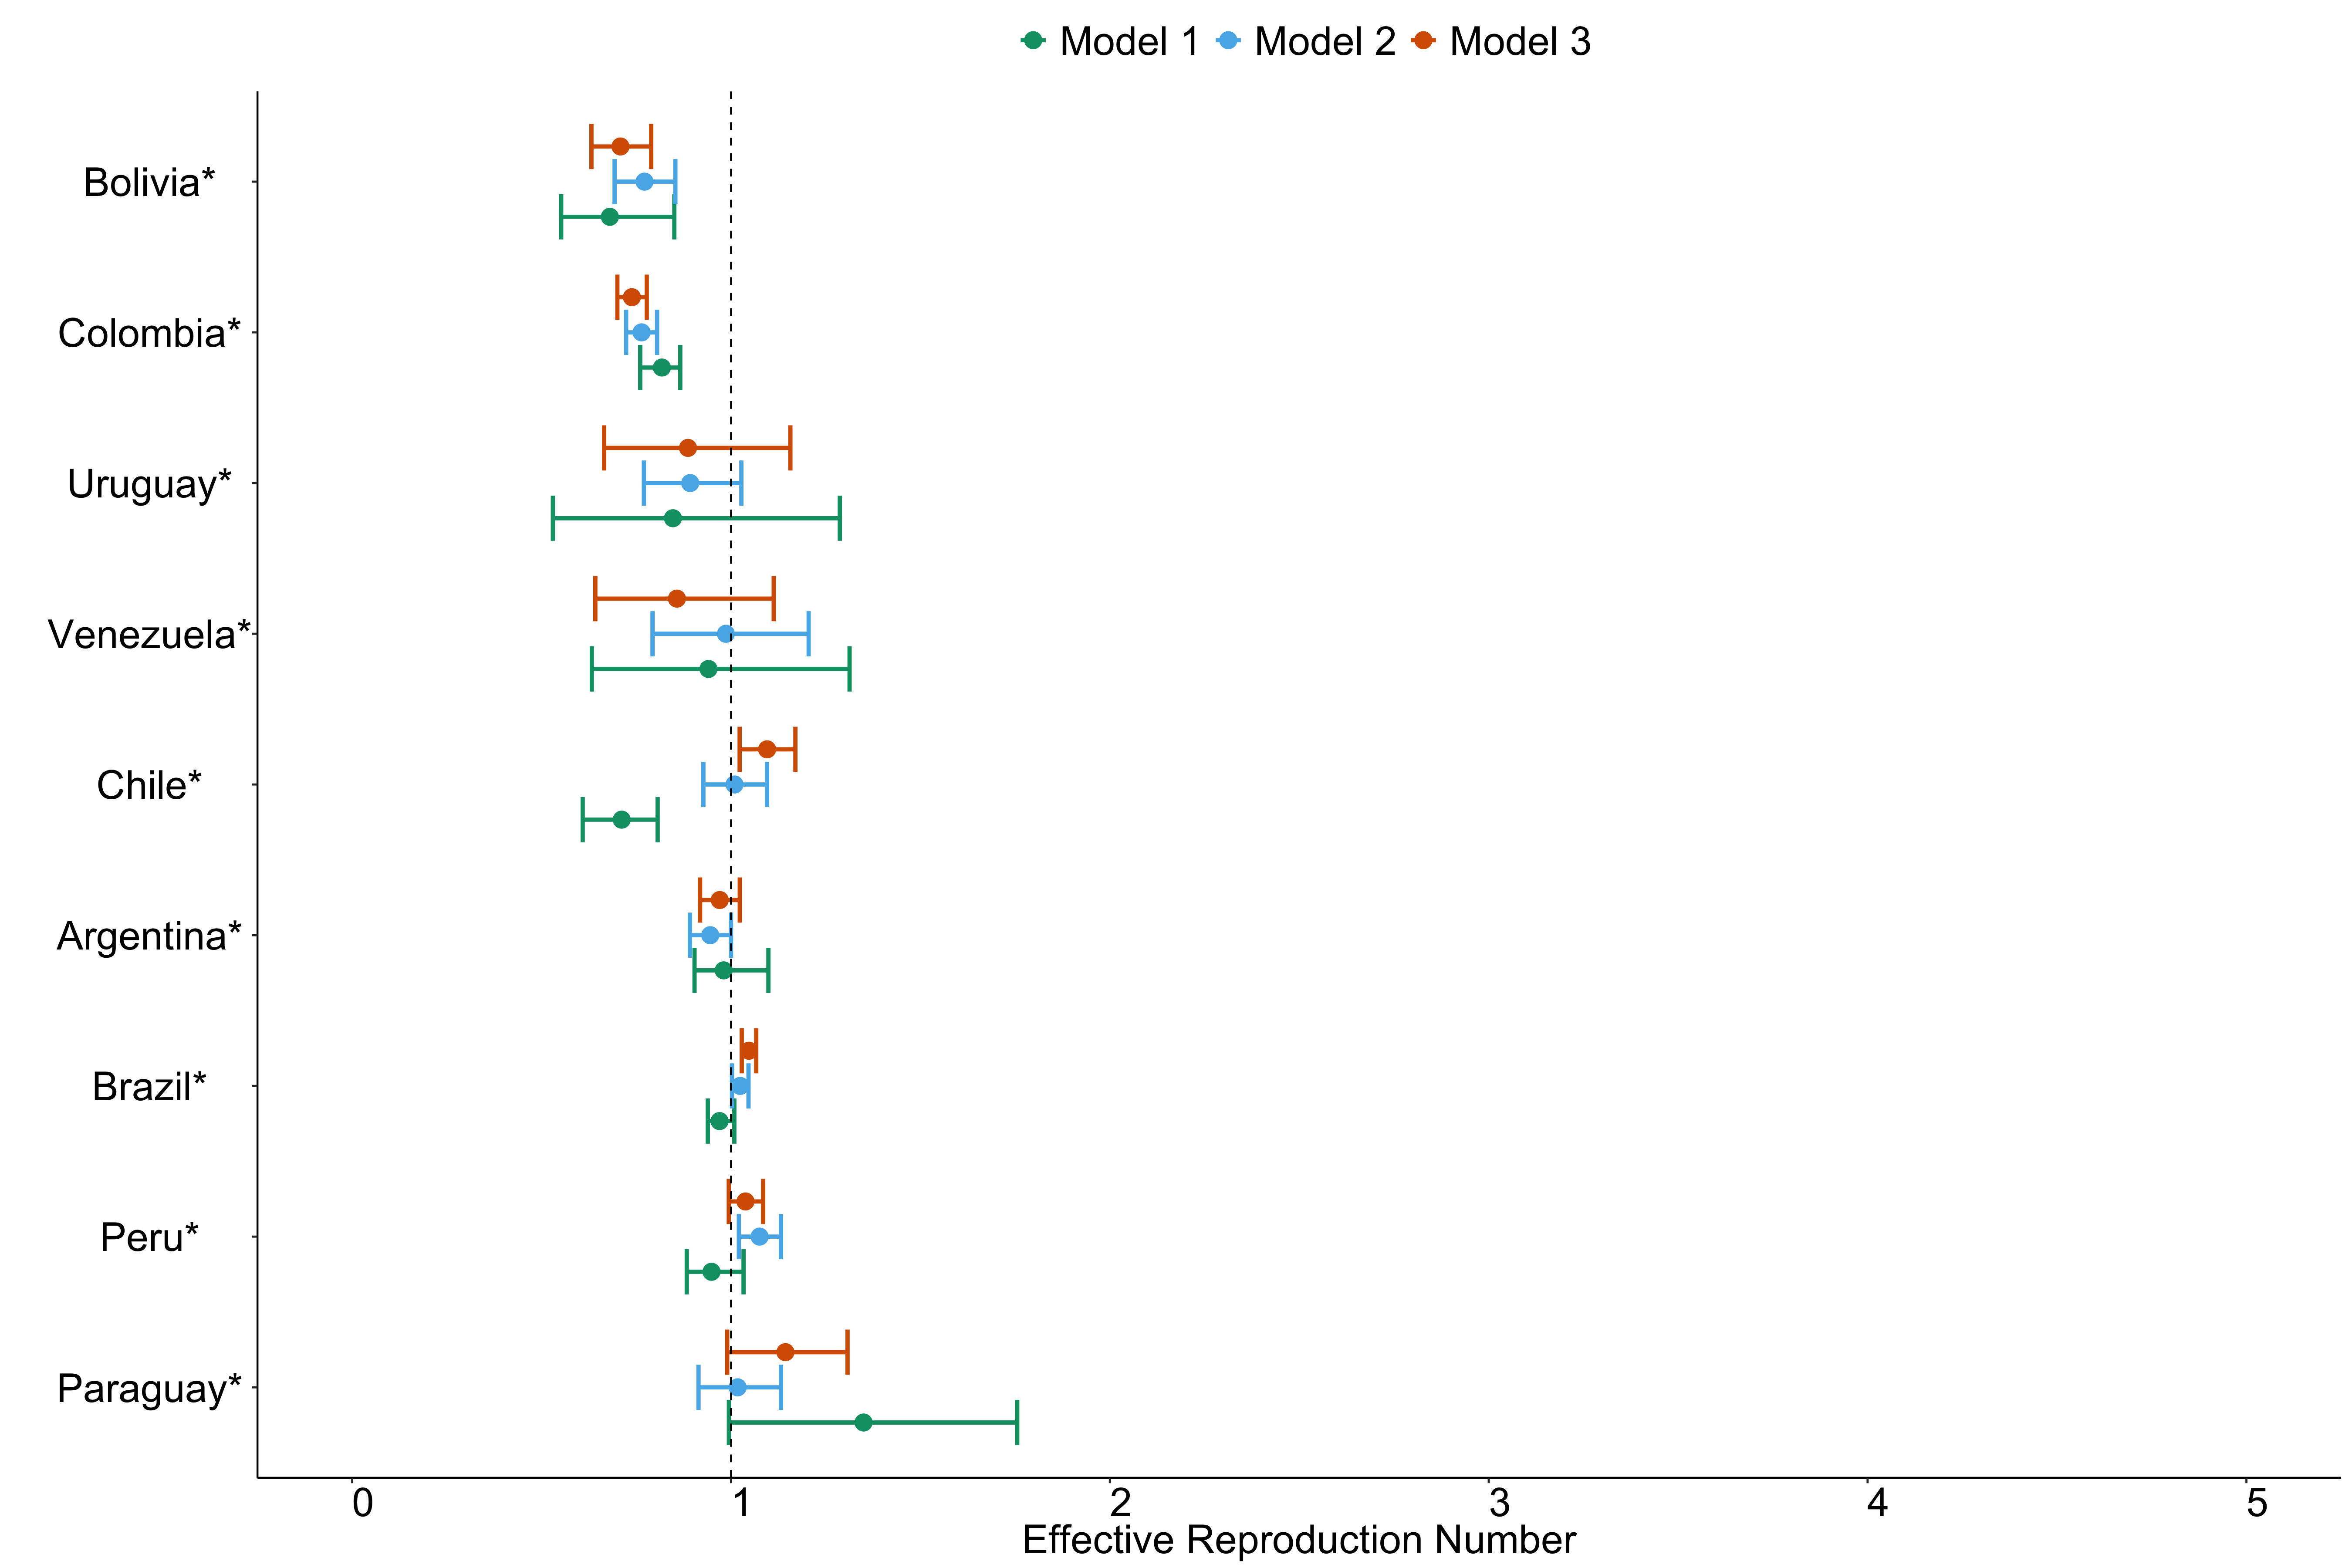 Model 1 Model 2 Model 3
Bolivia*
Colombia*
Uruguay*
Venezuela*
Chile*
Argentina*
Brazil*
Peru*
Paraguay*
0 1 2 3 4 5
Effective Reproduction Number